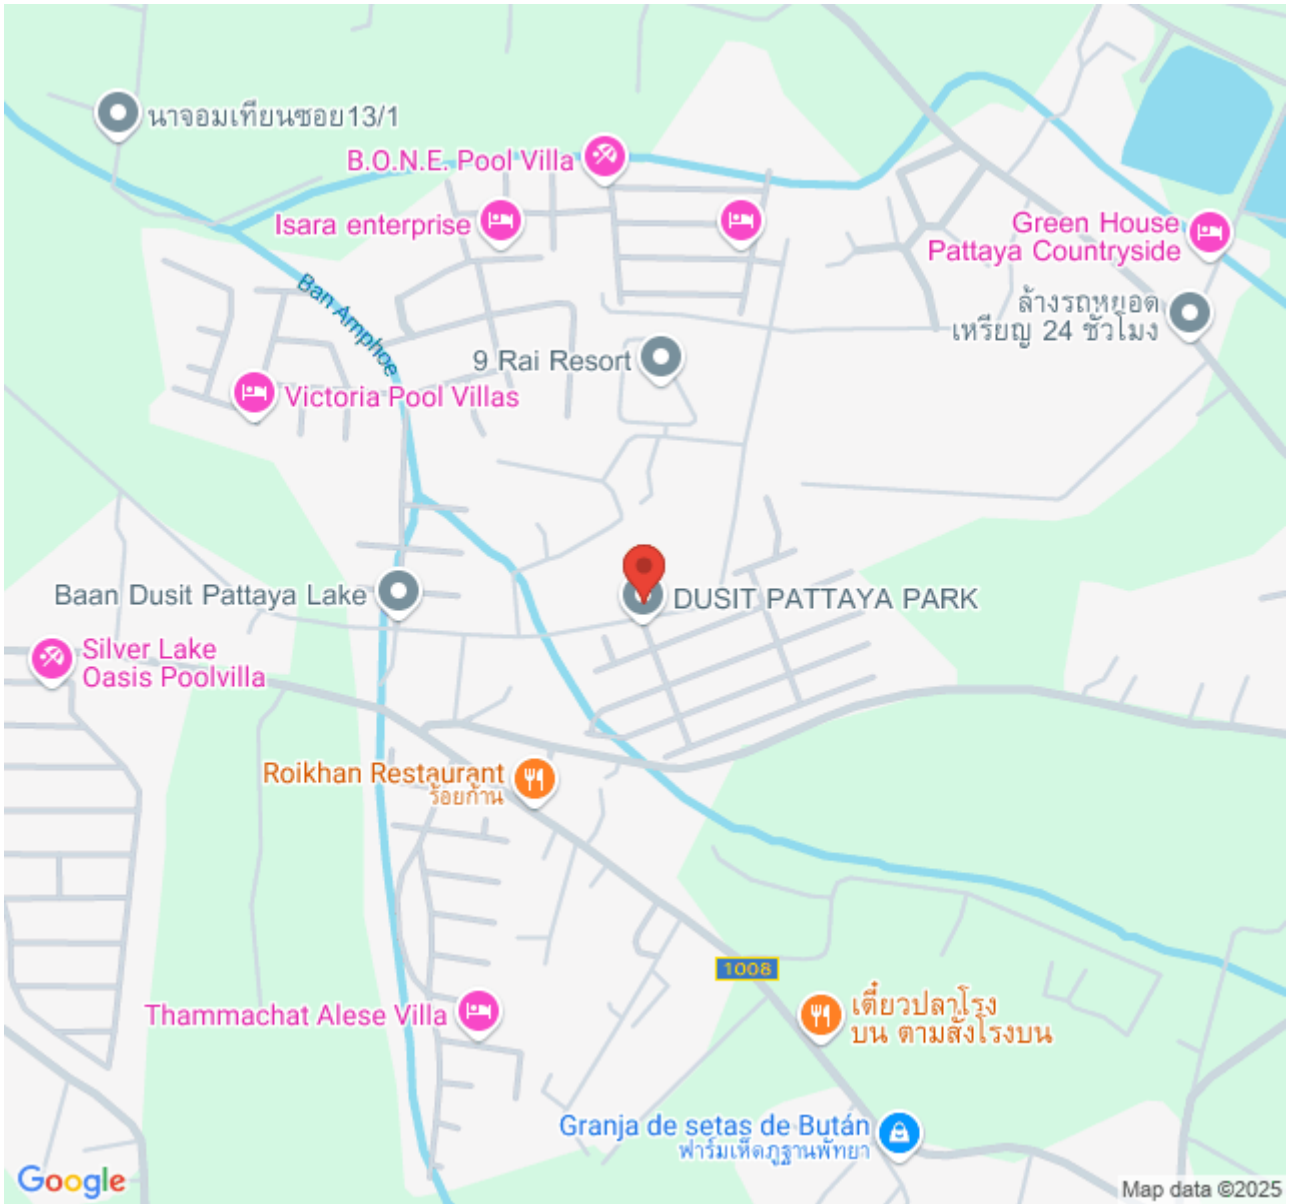 นาจอมเทียนซอย13/1
B.O.N.E. Pool Villa
Isara enterprise
Green House
Pattaya Countryside
Ban Amphoe
ล้างรถหยอด
เหรียญ 24 ชั่วโมง
9 Rai Resort
Victoria Pool Villas
Baan Dusit Pattaya Lake
DUSIT PATTAYA PARK
Silver Lake
Oasis Poolvilla
Roikhan Restaurant
ร้อยก้าน
1008
Thammachat Alese Villa
เตี๋ยวปลาโรง
บน ตามสั่งโรงบน
Granja de setas de Bután
ฟาร์มเห็ดภูฐานพัทยา
Google
Map data ©2025